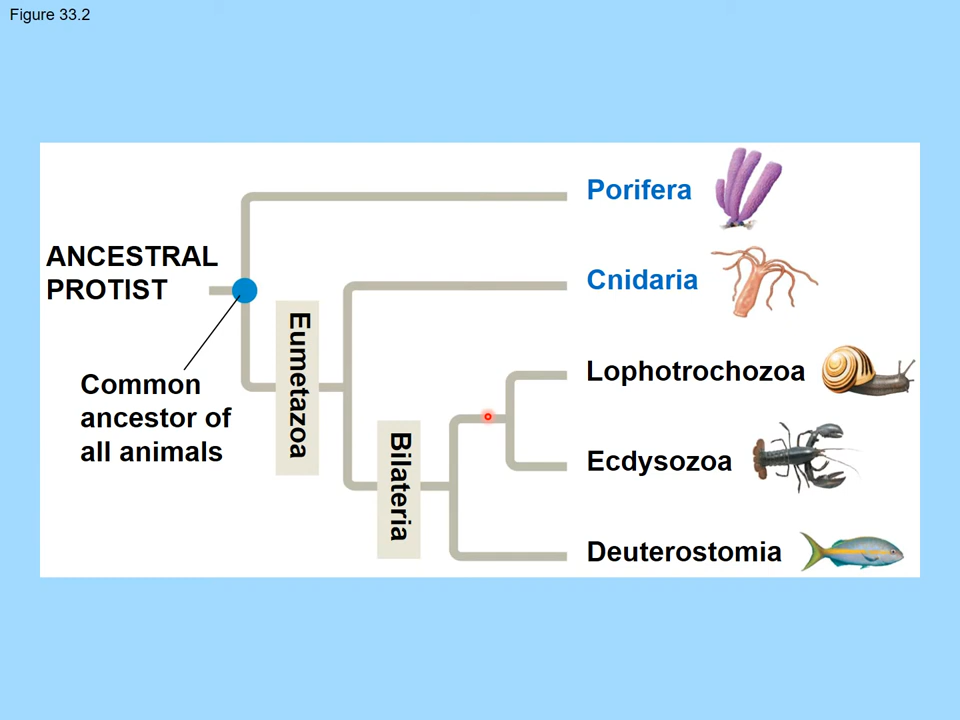 Figure 33.2
Porifera
ANCESTRAL
PROTIST
Cnidaria
Eumetazoa
Common
ancestor of
all animals
Lophotrochozoa
Bilateria
Ecdysozoa
Deuterostomia